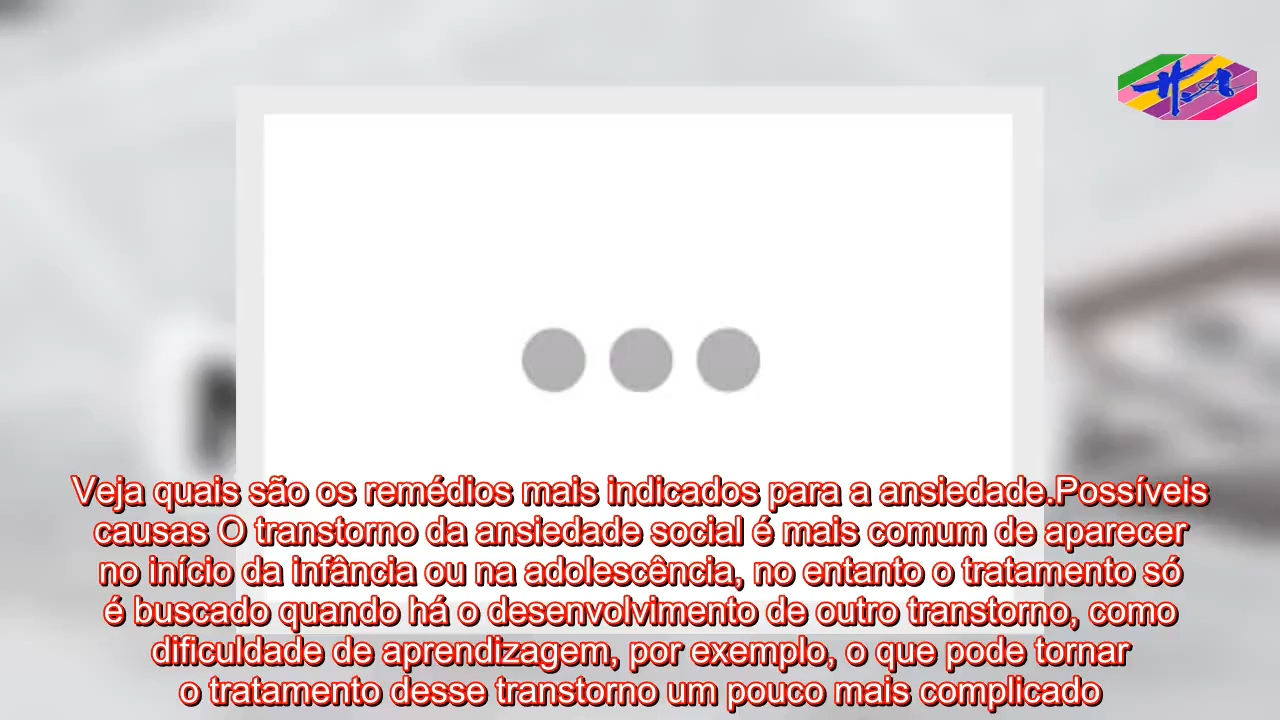 Veja quais são os remédios mais indicados para a ansiedade.Possíveis
causas O transtorno da ansiedade social é mais comum de aparecer
no início da infância ou na adolescência, no entanto o tratamento só
é buscado quando há o desenvolvimento de outro transtorno, como
dificuldade de aprendizagem, por exemplo, o que pode tornar
o tratamento desse transtorno um pouco mais complicado